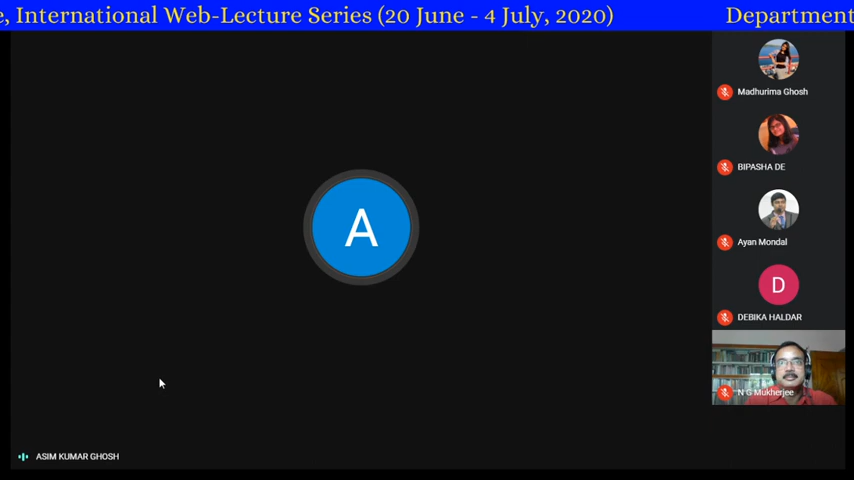 e, International Web-Lecture Series (20 June - 4 July, 2020) Department
Madhurima Ghosh
BIPASHA DE
Ayan Mondal
D
DEBIKA HALDAR
N G Mukherjee
A
ASIM KUMAR GHOSH